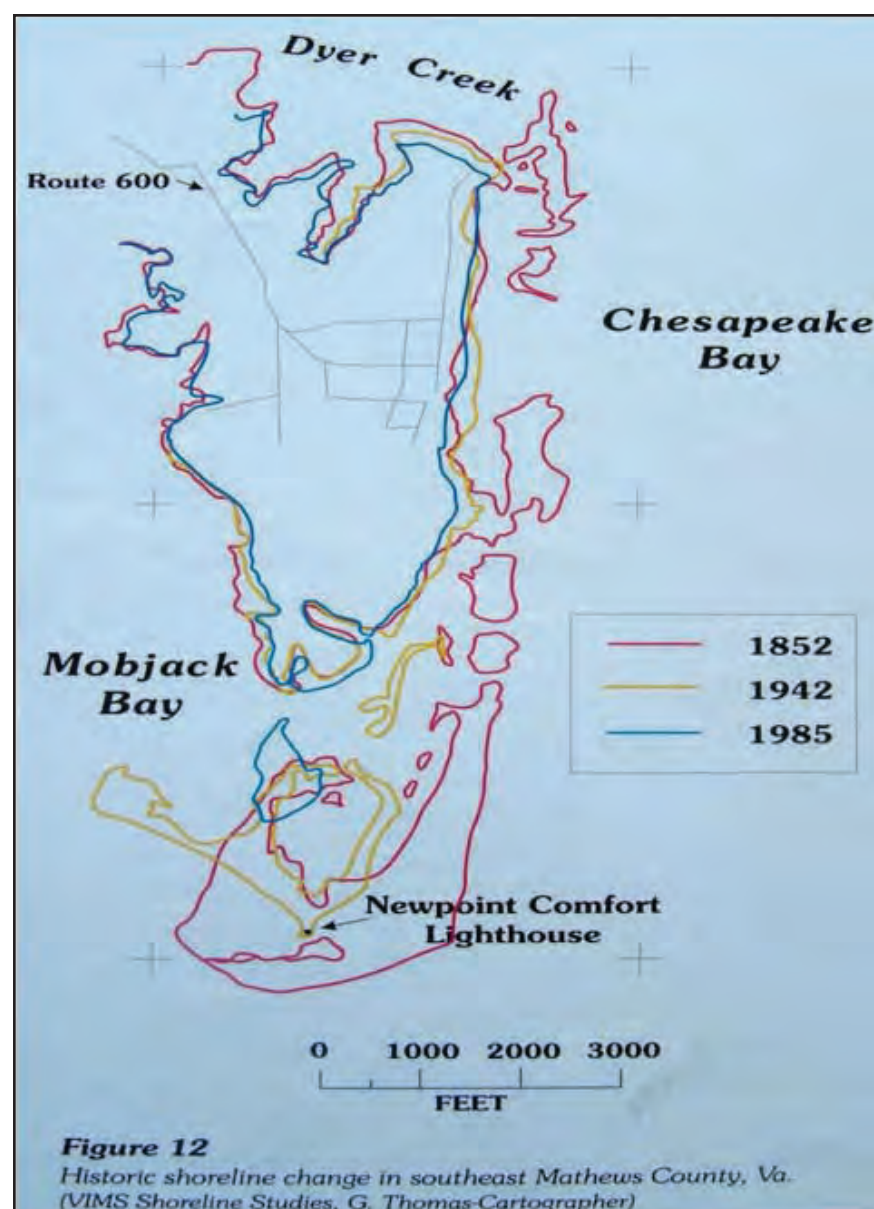 Dyer Creek
Route 600
Chesapeake
Bay
1852
1942
1985
Mobjack
Bay
Newpoint Comfort
Lighthouse
0 1000 2000 3000
FEET
Figure 12
Historic shoreline change in southeast Mathews County, Va.
(VIMS Shoreline Studies, G. Thomas-Cartographer)